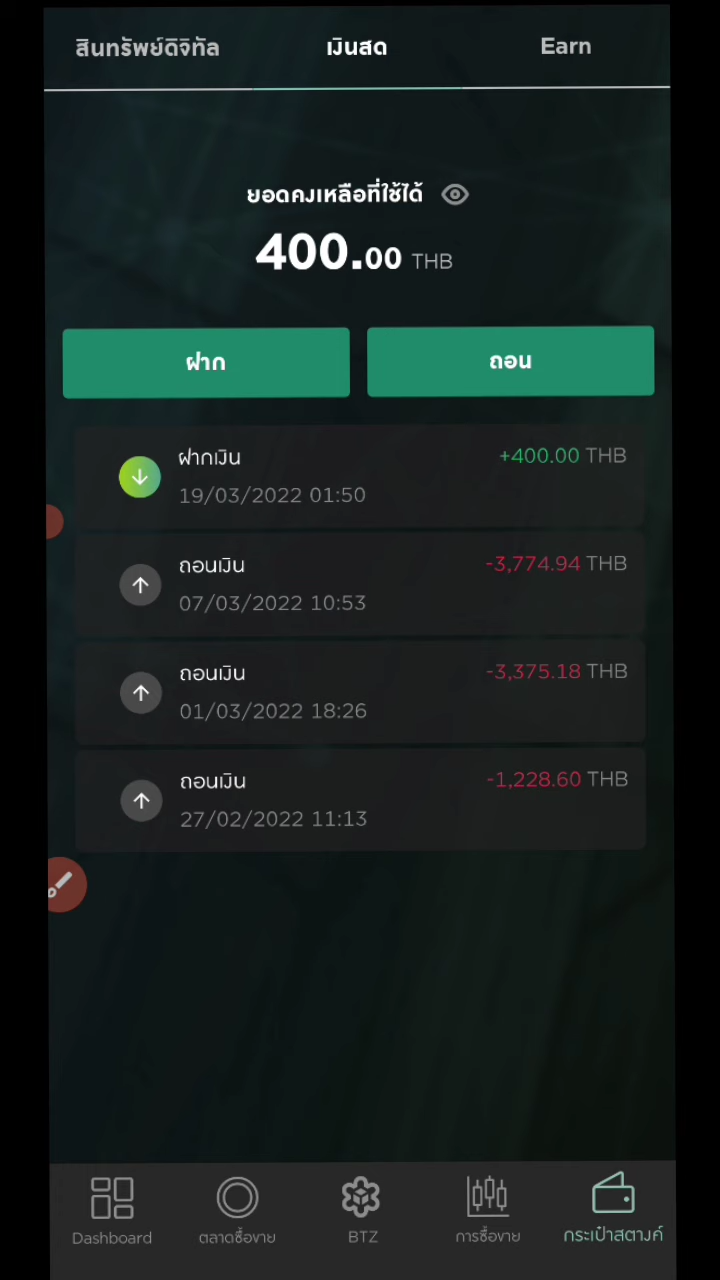 สินทรัพย์ดิจิทัล เงินสด Earn
ยอดคงเหลือที่ใช้ได้
400.00 THB
ฝาก ถอน
ฝากเงิน +400.00 THB
19/03/2022 01:50
ถอนเงิน -3,774.94 THB
07/03/2022 10:53
ถอนเงิน -3,375.18 THB
01/03/2022 18:26
ถอนเงิน -1,228.60 THB
27/02/2022 11:13
Dashboard ตลาดซื้อขาย BTZ การซื้อขาย กระเป๋าสตางค์